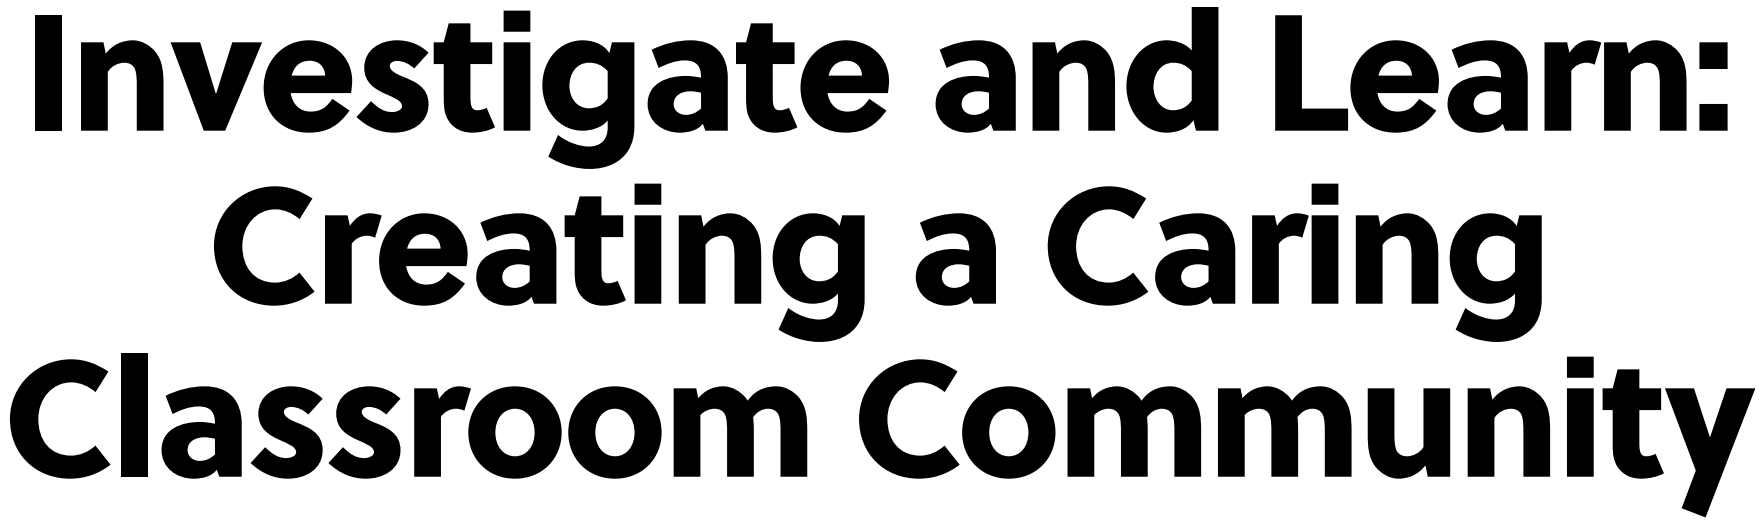 Investigate and Learn:
Creating a Caring
Classroom Community